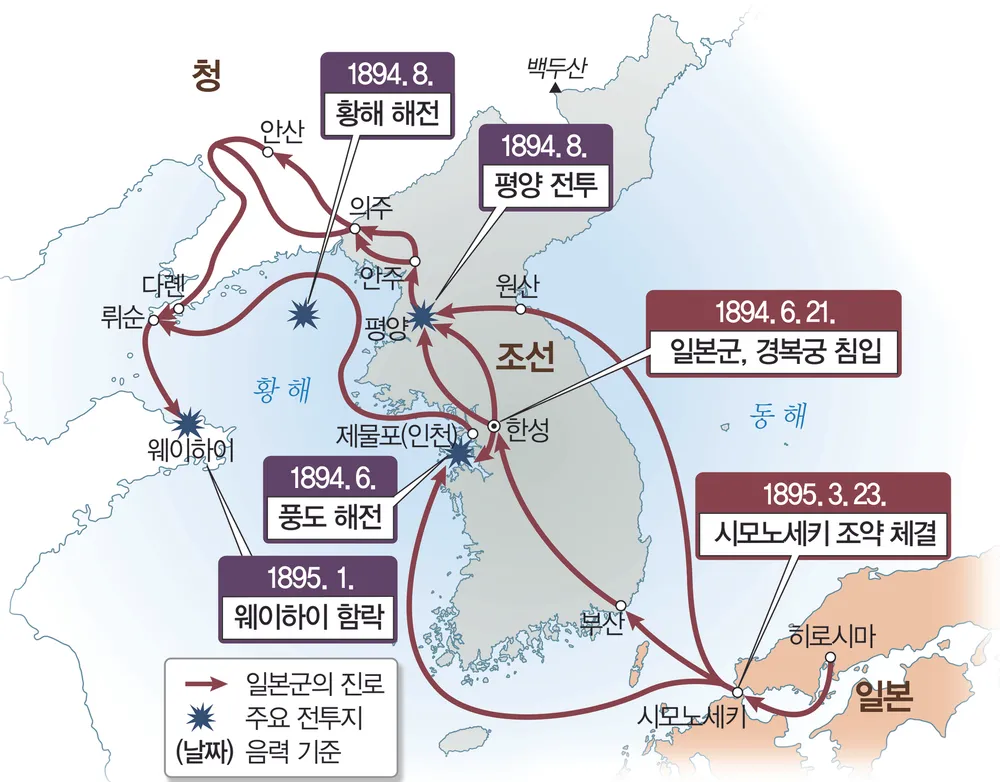 청
1894. 8.
황해 해전
백두산
안산
1894. 8.
평양 전투
의주
안주
다롄
뤼순
원산
평양
1894. 6. 21.
일본군, 경복궁 침입
조선
황해
동해
제물포(인천)
한성
웨이하이
1894. 6.
풍도 해전
1895. 3. 23.
시모노세키 조약 체결
1895. 1.
웨이하이 함락
부산
히로시마
일본
시모노세키
일본군의 진로
주요 전투지
(날짜) 음력 기준